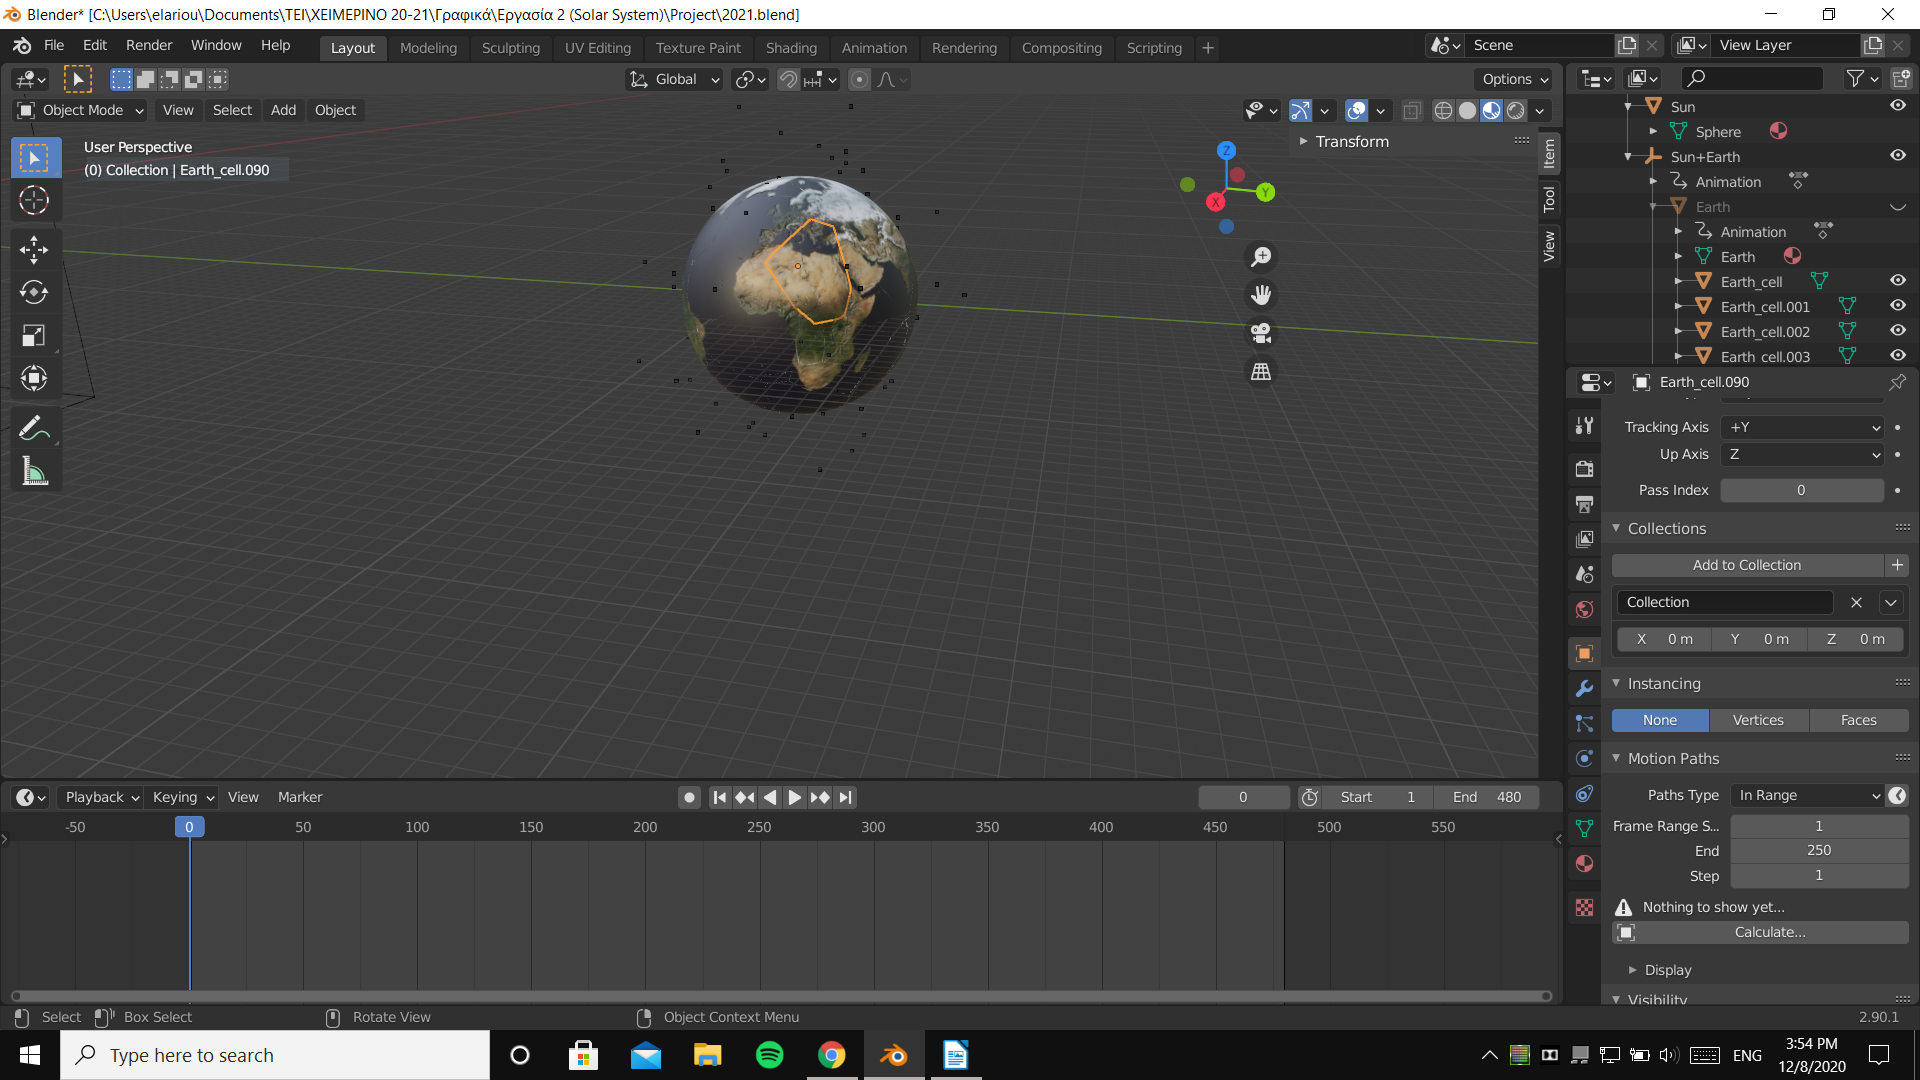 Blender* [C:\Users\elariou\Documents\TEI\ΧΕΙΜΕΡΙΝΟ 20-21\Γραφικά\Εργασία 2 (Solar System)\Project\2021.blend]
File Edit Render Window Help Layout Modeling Sculpting UV Editing Texture Paint Shading Animation Rendering Compositing Scripting + Scene View Layer
Global Options
Object Mode View Select Add Object
User Perspective
(0) Collection | Earth_cell.090
Transform
Item
Tool
View
Z
Y
X
Sun
Sphere
Sun+Earth
Animation
Earth
Animation
Earth
Earth_cell
Earth_cell.001
Earth_cell.002
Earth_cell.003
Earth_cell.090
Tracking Axis +Y
Up Axis Z
Pass Index 0
Collections
Add to Collection +
Collection
X 0 m Y 0 m Z 0 m
Instancing
None Vertices Faces
Motion Paths
Paths Type In Range
Frame Range S... 1
End 250
Step 1
Nothing to show yet...
Calculate...
Display
Visibility
Playback Keying View Marker 0 Start 1 End 480
-50 0 50 100 150 200 250 300 350 400 450 500 550
Select Box Select Rotate View Object Context Menu 2.90.1
Type here to search
ENG
3:54 PM
12/8/2020